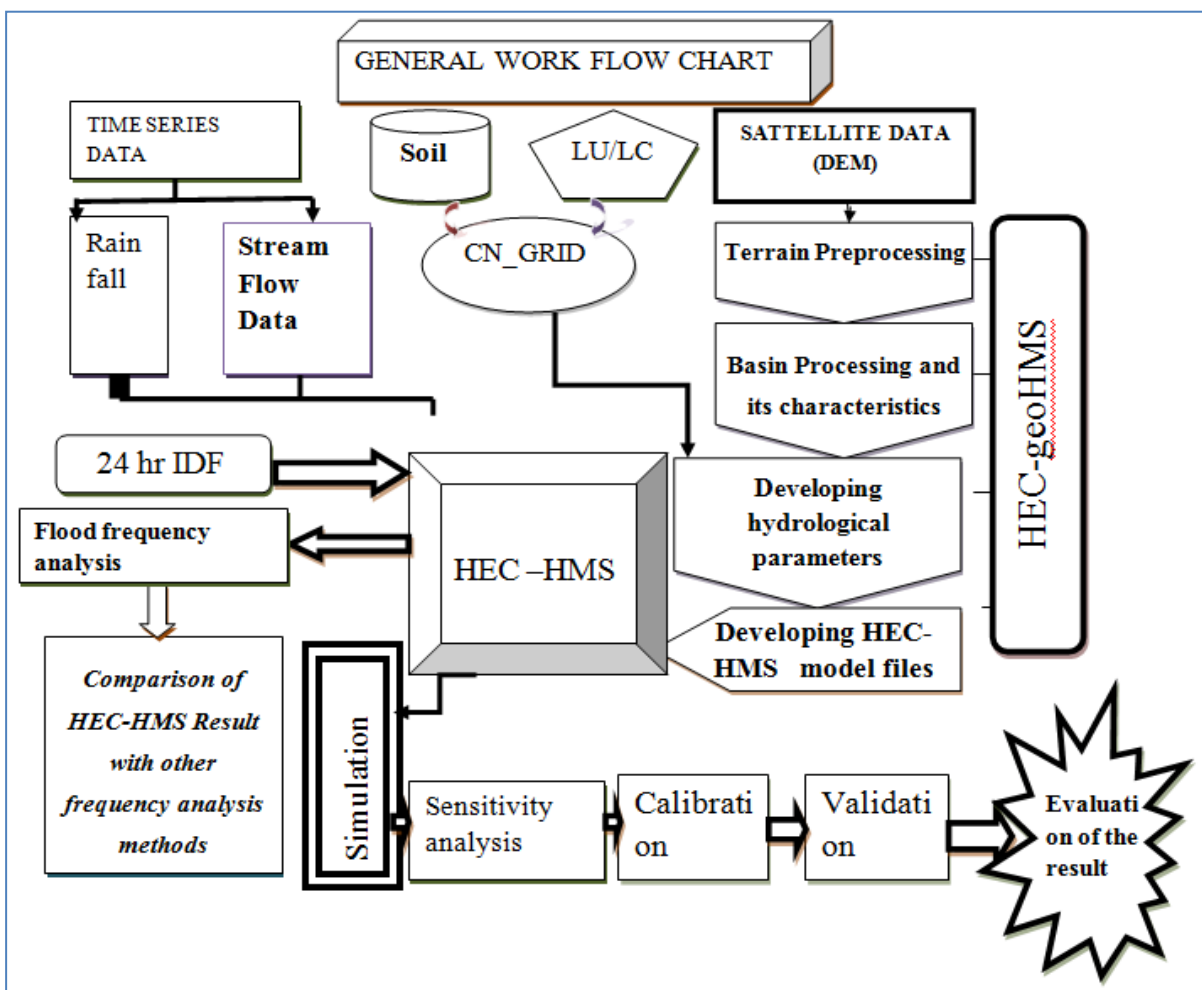 GENERAL WORK FLOW CHART
TIME SERIES
DATA
Soil
LU/LC
SATTELLITE DATA
(DEM)
Rain
fall
Stream
Flow
Data
CN_GRID
Terrain Preprocessing
Basin Processing and
its characteristics
HEC-geoHMS
24 hr IDF
Flood frequency
analysis
HEC –HMS
Developing
hydrological
parameters
Developing HEC-
HMS model files
Comparison of
HEC-HMS Result
with other
frequency analysis
methods
Simulation
Sensitivity
analysis
Calibrati
on
Validati
on
Evaluati
on of the
result